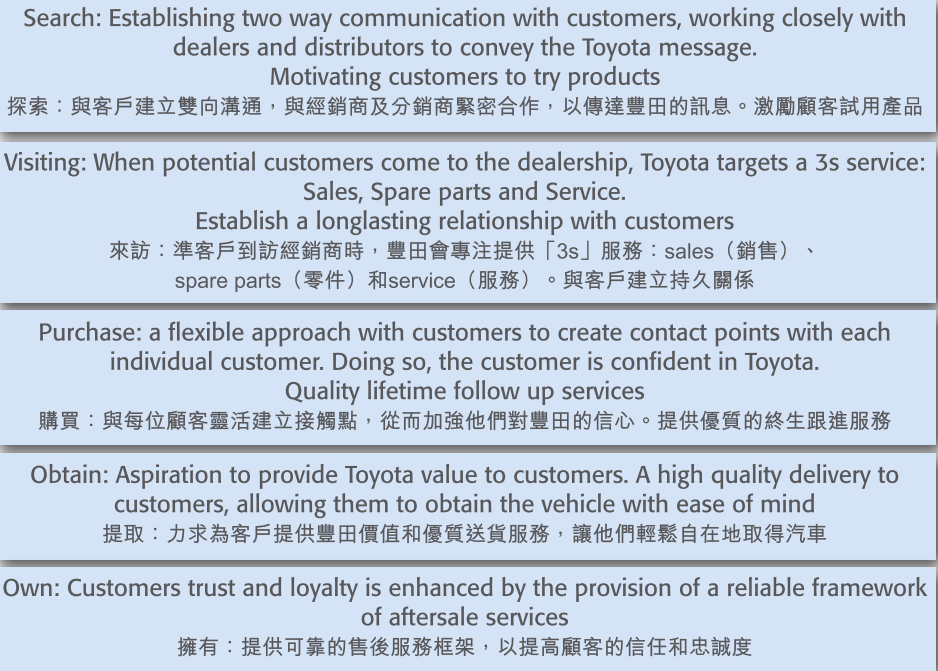 Search: Establishing two way communication with customers, working closely with
dealers and distributors to convey the Toyota message.
Motivating customers to try products
探索：與客戶建立雙向溝通，與經銷商及分銷商緊密合作，以傳達豐田的訊息。激勵顧客試用產品
Visiting: When potential customers come to the dealership, Toyota targets a 3s service:
Sales, Spare parts and Service.
Establish a longlasting relationship with customers
來訪：準客戶到訪經銷商時，豐田會專注提供「3s」服務：sales（銷售）、
spare parts（零件）和service（服務）。與客戶建立持久關係
Purchase: a flexible approach with customers to create contact points with each
individual customer. Doing so, the customer is confident in Toyota.
Quality lifetime follow up services
購買：與每位顧客靈活建立接觸點，從而加強他們對豐田的信心。提供優質的終生跟進服務
Obtain: Aspiration to provide Toyota value to customers. A high quality delivery to
customers, allowing them to obtain the vehicle with ease of mind
提取：力求為客戶提供豐田價值和優質送貨服務，讓他們輕鬆自在地取得汽車
Own: Customers trust and loyalty is enhanced by the provision of a reliable framework
of aftersale services
擁有：提供可靠的售後服務框架，以提高顧客的信任和忠誠度